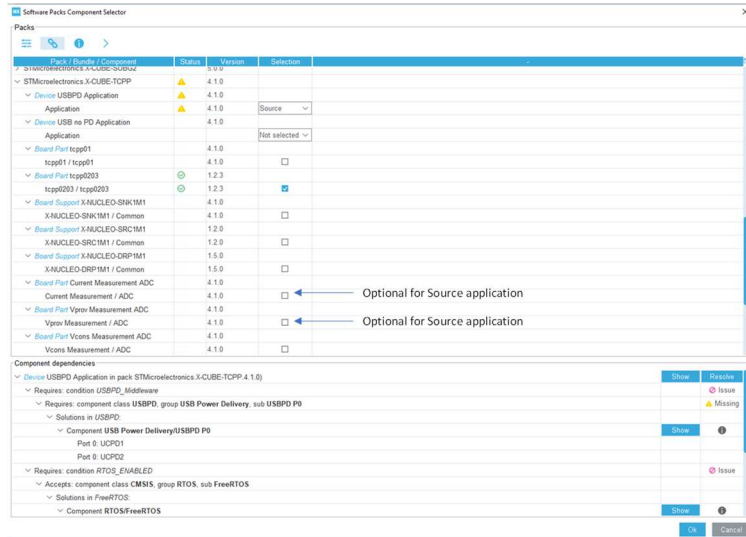 Software Packs Component Selector
Packs
Pack / Bundle / Component Status Version Selection -
STMicroelectronics.X-CUBE-SUBG2 5.0.0
STMicroelectronics.X-CUBE-TCPP 4.1.0
Device USBPD Application 4.1.0
Application 4.1.0 Source
Device USB no PD Application 4.1.0
Application Not selected
Board Part tcpp01 4.1.0
tcpp01 / tcpp01 4.1.0
Board Part tcpp0203 1.2.3
tcpp0203 / tcpp0203 1.2.3
Board Support X-NUCLEO-SNK1M1 4.1.0
X-NUCLEO-SNK1M1 / Common 4.1.0
Board Support X-NUCLEO-SRC1M1 1.2.0
X-NUCLEO-SRC1M1 / Common 1.2.0
Board Support X-NUCLEO-DRP1M1 1.5.0
X-NUCLEO-DRP1M1 / Common 1.5.0
Board Part Current Measurement ADC 4.1.0
Current Measurement / ADC 4.1.0 Optional for Source application
Board Part Vprov Measurement ADC 4.1.0
Vprov Measurement / ADC 4.1.0 Optional for Source application
Board Part Vcons Measurement ADC 4.1.0
Vcons Measurement / ADC 4.1.0
Component dependencies
Device USBPD Application in pack STMicroelectronics.X-CUBE-TCPP 4.1.0) Show Resolve
Requires: condition USBPD_Middleware Issue
Requires: component class USBPD, group USB Power Delivery, sub USBPD P0 Missing
Solutions in USBPD:
Component USB Power Delivery/USBPD P0 Show
Port 0: UCPD1
Port 0: UCPD2
Requires: condition RTOS_ENABLED Issue
Accepts: component class CMSIS, group RTOS, sub FreeRTOS
Solutions in FreeRTOS:
Component RTOS/FreeRTOS Show
Ok Cancel